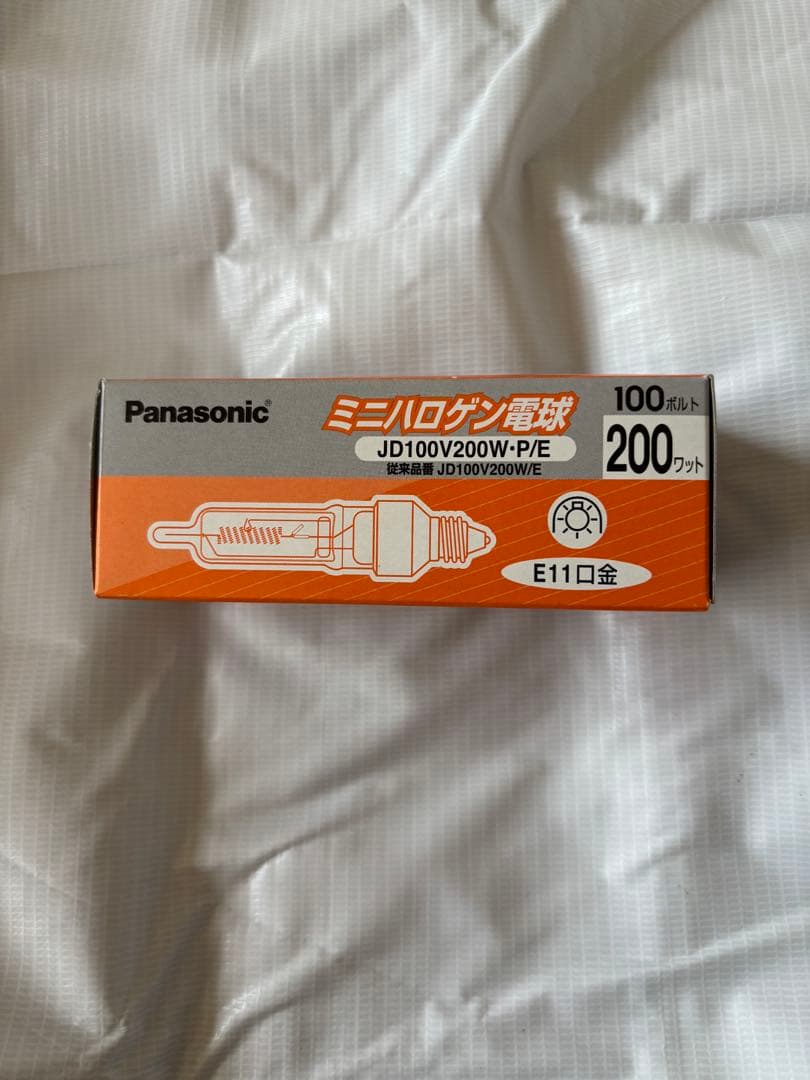 Panasonic®
ミニハロゲン電球
JD100V200W·P/E
従来品番 JD100V200W/E
100ボルト
200ワット
E11口金